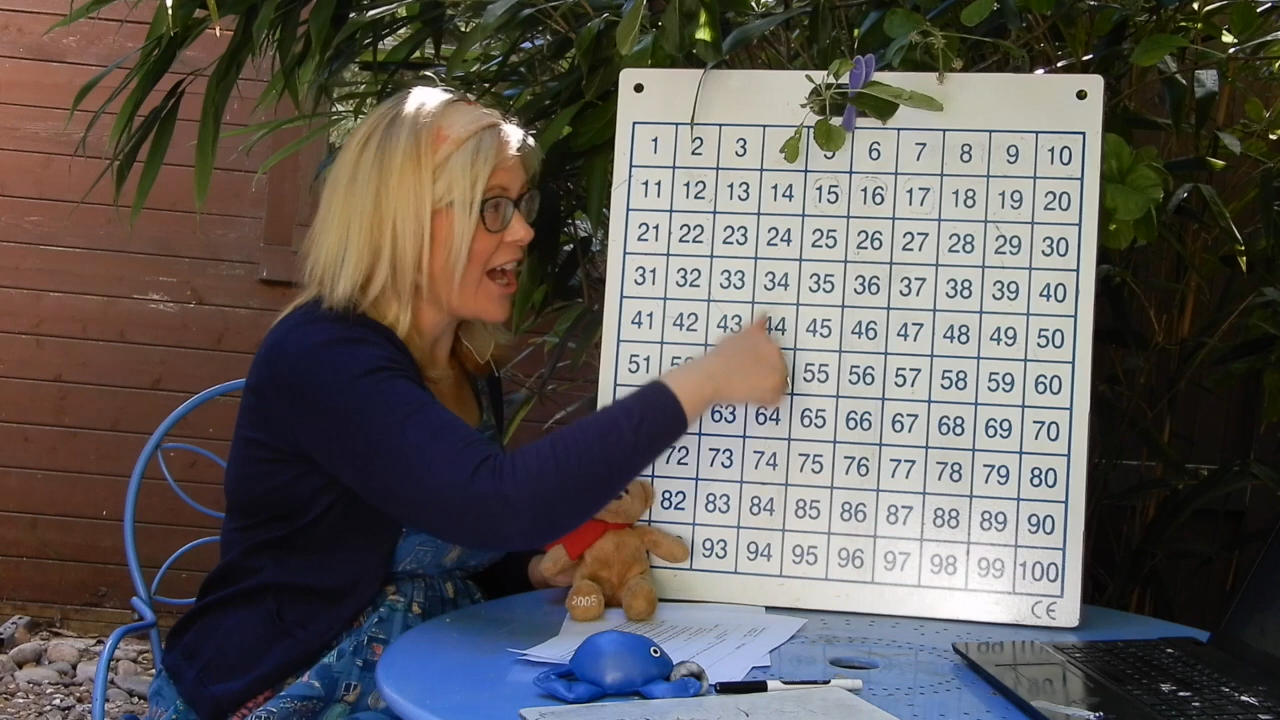 1 2 3 5 6 7 8 9 10
11 12 13 14 15 16 17 18 19 20
21 22 23 24 25 26 27 28 29 30
31 32 33 34 35 36 37 38 39 40
41 42 43 44 45 46 47 48 49 50
51 55 56 57 58 59 60
63 64 65 66 67 68 69 70
72 73 74 75 76 77 78 79 80
82 83 84 85 86 87 88 89 90
93 94 95 96 97 98 99 100
CE
2005